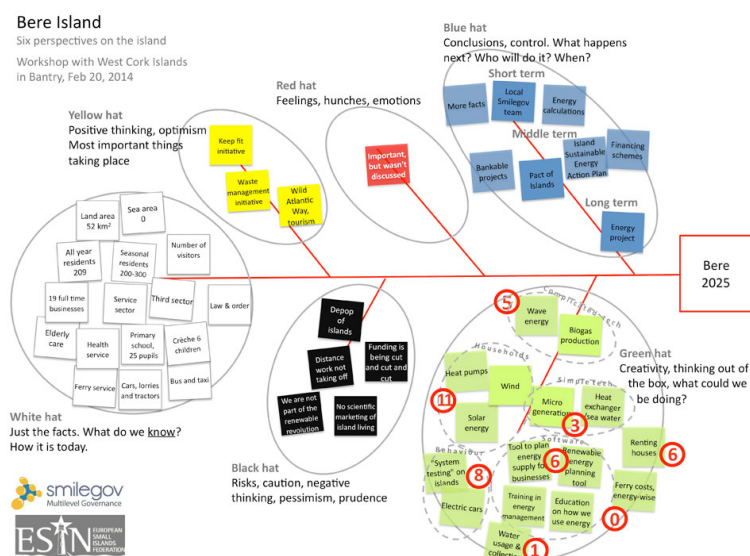 Bere Island
Six perspectives on the island
Workshop with West Cork Islands
in Bantry, Feb 20, 2014
Yellow hat
Positive thinking, optimism
Most important things
taking place
Keep fit
initiative
Waste
management
initiative
Wild
Atlantic
Way,
tourism
Red hat
Feelings, hunches, emotions
Important,
but wasn't
discussed
Blue hat
Conclusions, control. What happens
next? Who will do it? When?
Short term
More facts
Local
Smilegov
team
Energy
calculations
Middle term
Bankable
projects
Pact of
Islands
Island
Sustainable
Energy
Action Plan
Financing
schemes
Long term
Energy
project
Bere
2025
Land area
52 km²
Sea area
0
All year
residents
209
Seasonal
residents
200-300
Number of
visitors
19 full time
businesses
Service
sector
Third sector
Law & order
Elderly
care
Health
service
Primary
school,
25 pupils
Crèche 6
children
Ferry service
Cars, lorries
and tractors
Bus and taxi
White hat
Just the facts. What do we know?
How it is today.
Depop
of
islands
Distance
work not
taking off
Funding is
being cut
and cut and
cut
We are not
part of the
renewable
revolution
No scientific
marketing of
island living
Black hat
Risks, caution, negative
thinking, pessimism, prudence
Green hat
Creativity, thinking out of
the box, what could we
be doing?
Complicated tech
5
Wave
energy
Biogas
production
Households
Heat pumps
Wind
11
Solar
energy
Simple tech
Micro
generation
Heat
exchanger
/sea water
3
Software
Tool to plan
energy
supply for
businesses
6
Renewable
energy
planning
tool
Training in
energy
management
Education
on how we
use energy
0
Behaviour
"System
testing" on
islands
8
Electric cars
Renting
houses
6
Ferry costs,
energy-wise
Water
usage &
1
smilegov
Multilevel Governance
ESIN
EUROPEAN
SMALL
ISLANDS
FEDERATION